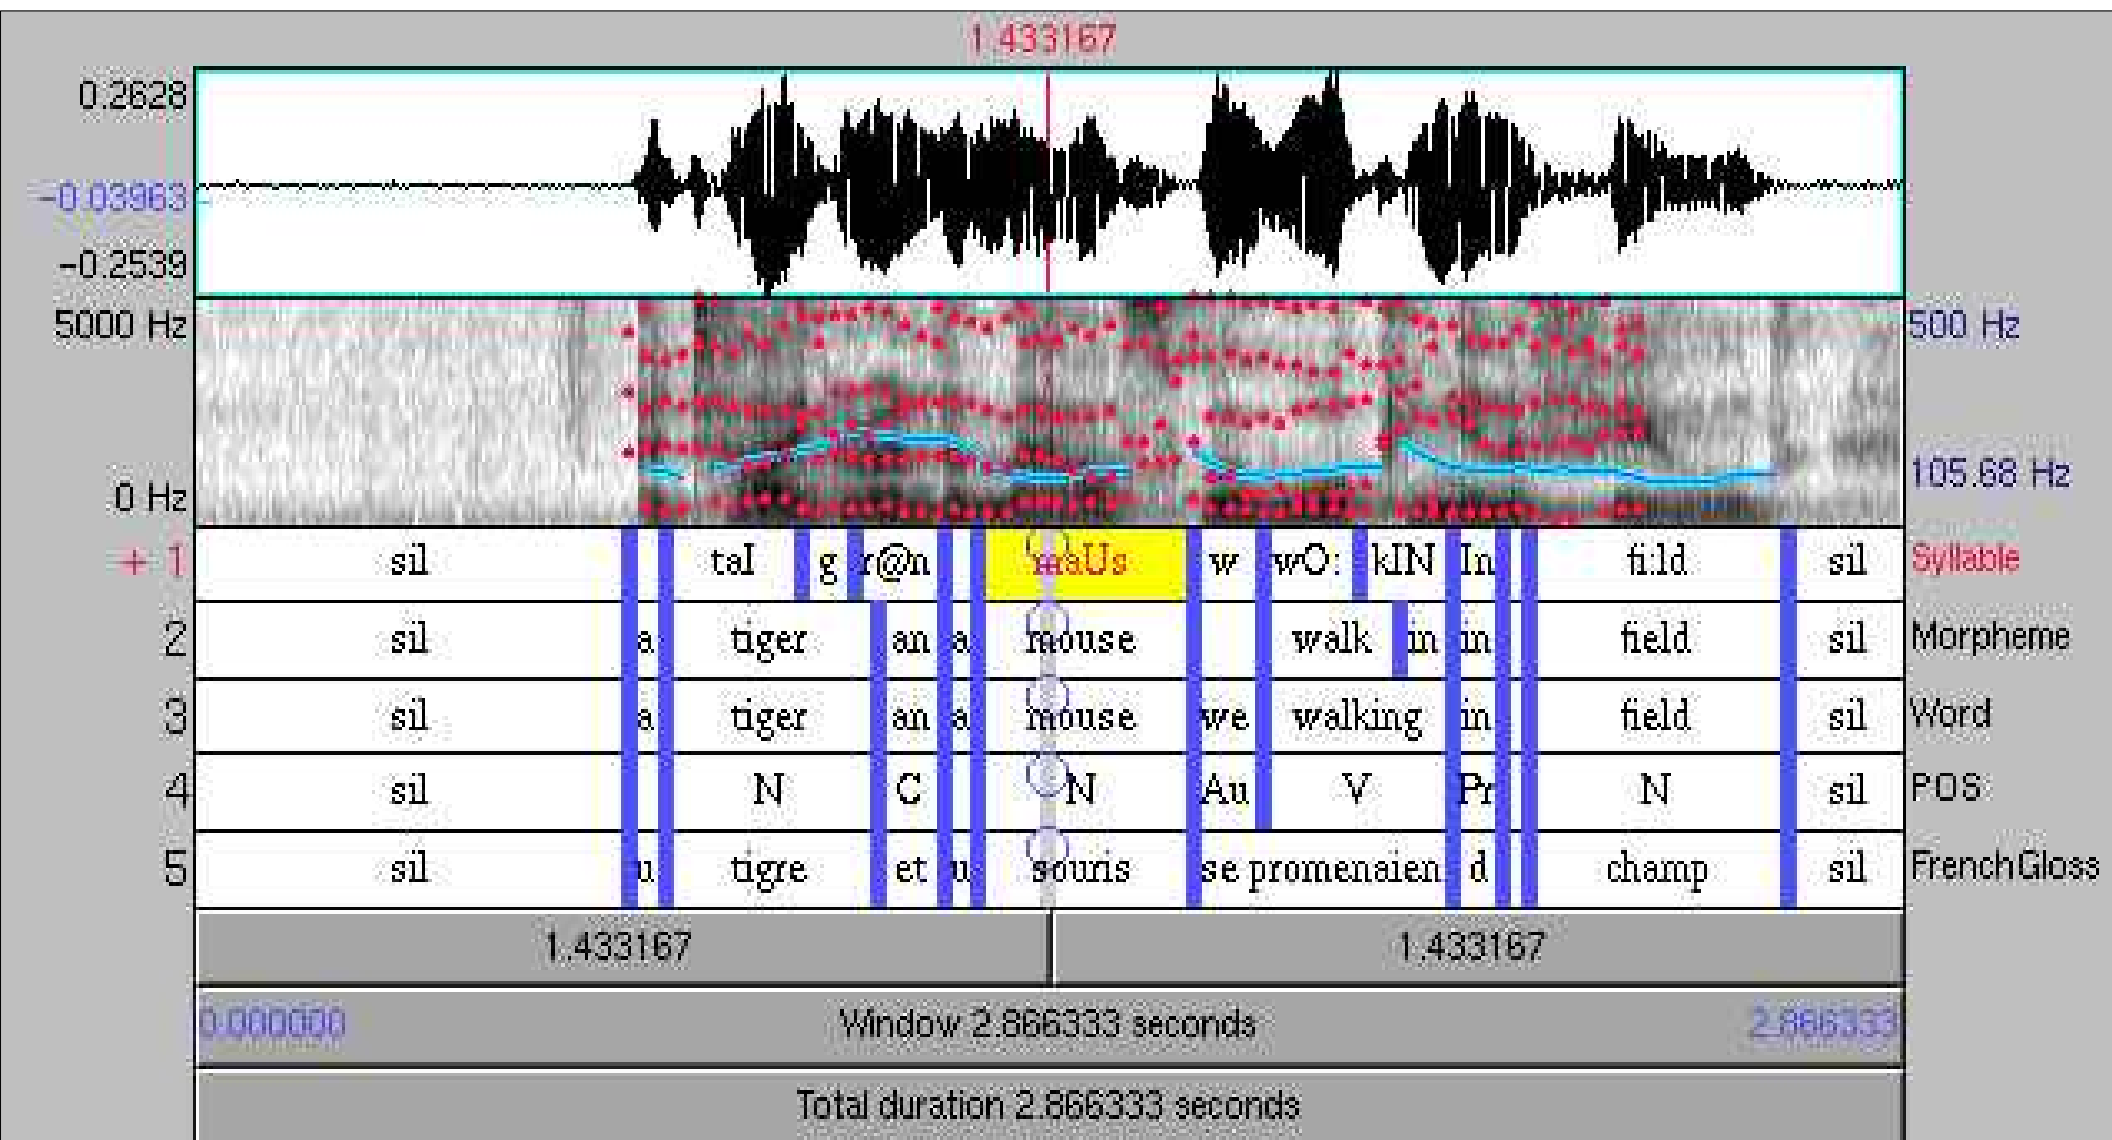 1.433167
0.2628
-0.03963
-0.2539
5000 Hz 500 Hz
0 Hz 105.68 Hz
+ 1 sil taI g r@n maUs w wO: kIN In fi:ld sil Syllable
2 sil a tiger an a mouse walk in in field sil Morpheme
3 sil a tiger an a mouse we walking in field sil Word
4 sil N C N Au V Pr N sil POS
5 sil u tigre et u souris se promenaien d champ sil FrenchGloss
1.433167 1.433167
0.000000 Window 2.866333 seconds 2.866333
Total duration 2.866333 seconds